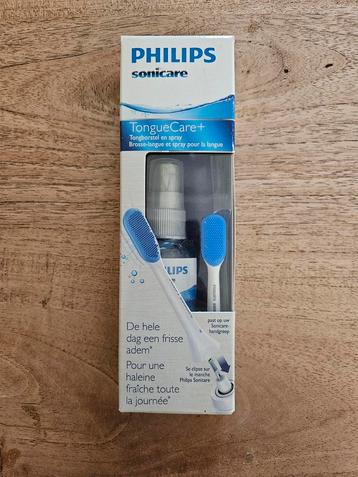 PHILIPS
sonicare
TongueCare+
Tongborstel en spray
Brosse-langue et spray pour la langue
PHILIPS
De hele
dag een frisse
adem*
Pour une
haleine
fraîche toute
la journée*
past op uw
Sonicare-
handgreep
Se clipse sur
le manche
Philips Sonicare